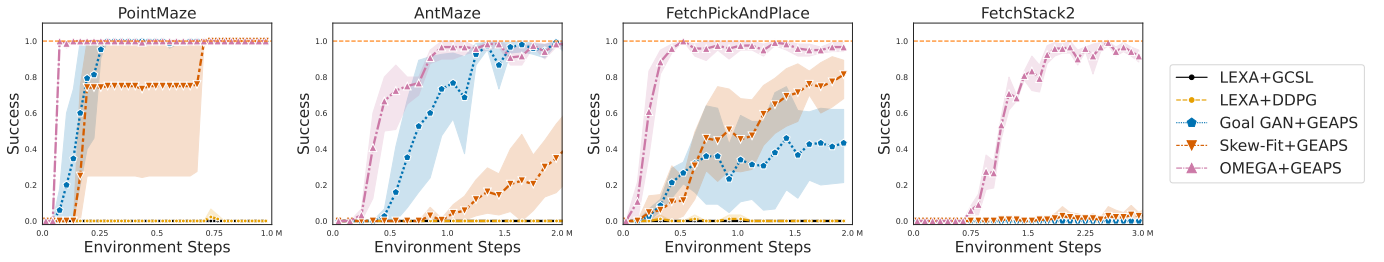 PointMaze
AntMaze
FetchPickAndPlace
FetchStack2
Success
1.0
0.8
0.6
0.4
0.2
0.0
0.0
0.25
0.5
0.75
1.0 M
Environment Steps
Success
1.0
0.8
0.6
0.4
0.2
0.0
0.0
0.5
1.0
1.5
2.0 M
Environment Steps
Success
1.0
0.8
0.6
0.4
0.2
0.0
0.0
0.5
1.0
1.5
2.0 M
Environment Steps
Success
1.0
0.8
0.6
0.4
0.2
0.0
0.0
0.75
1.5
2.25
3.0 M
Environment Steps
LEXA+GCSL
LEXA+DDPG
Goal GAN+GEAPS
Skew-Fit+GEAPS
OMEGA+GEAPS